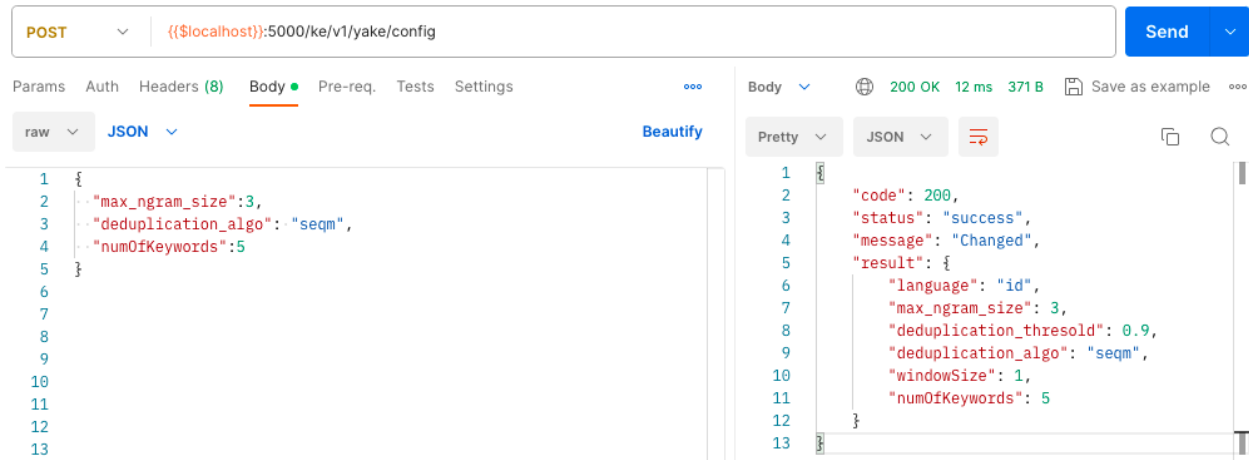 POST {{$localhost}}:5000/ke/v1/yake/config Send
Params Auth Headers (8) Body Pre-req. Tests Settings
raw JSON Beautify
1 {
2 "max_ngram_size":3,
3 "deduplication_algo": "seqm",
4 "numOfKeywords":5
5 }
6
7
8
9
10
11
12
13
Body 200 OK 12 ms 371 B Save as example
Pretty JSON
1 {
2 "code": 200,
3 "status": "success",
4 "message": "Changed",
5 "result": {
6 "language": "id",
7 "max_ngram_size": 3,
8 "deduplication_thresold": 0.9,
9 "deduplication_algo": "seqm",
10 "windowSize": 1,
11 "numOfKeywords": 5
12 }
13 }